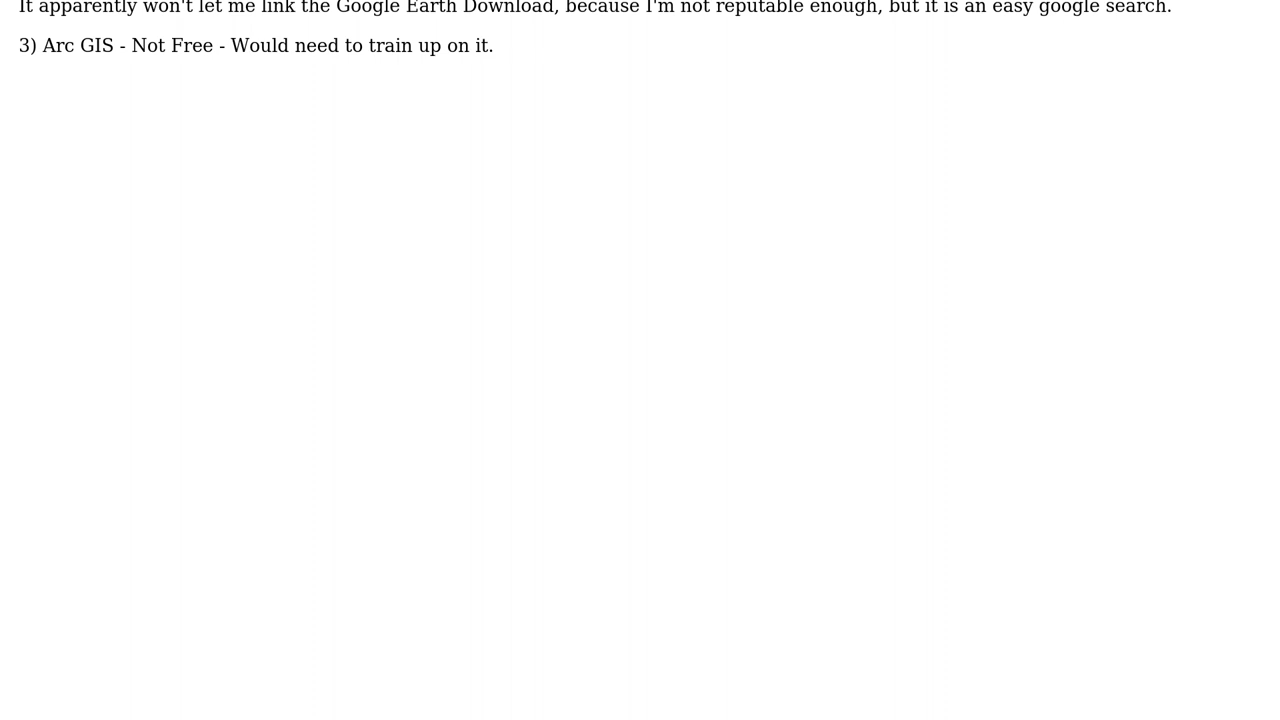 It apparently won't let me link the Google Earth Download, because I'm not reputable enough, but it is an easy google search.
3) Arc GIS - Not Free - Would need to train up on it.